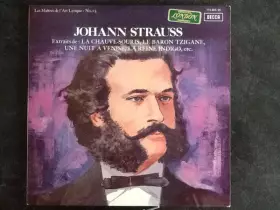 Les Maîtres de l'Art Lyrique - No. 13
LONDON
DECCA
JOHANN STRAUSS
Extraits de: LA CHAUVE-SOURIS, LE BARON TZIGANE,
UNE NUIT A VENISE, LA REINE INDIGO, etc.